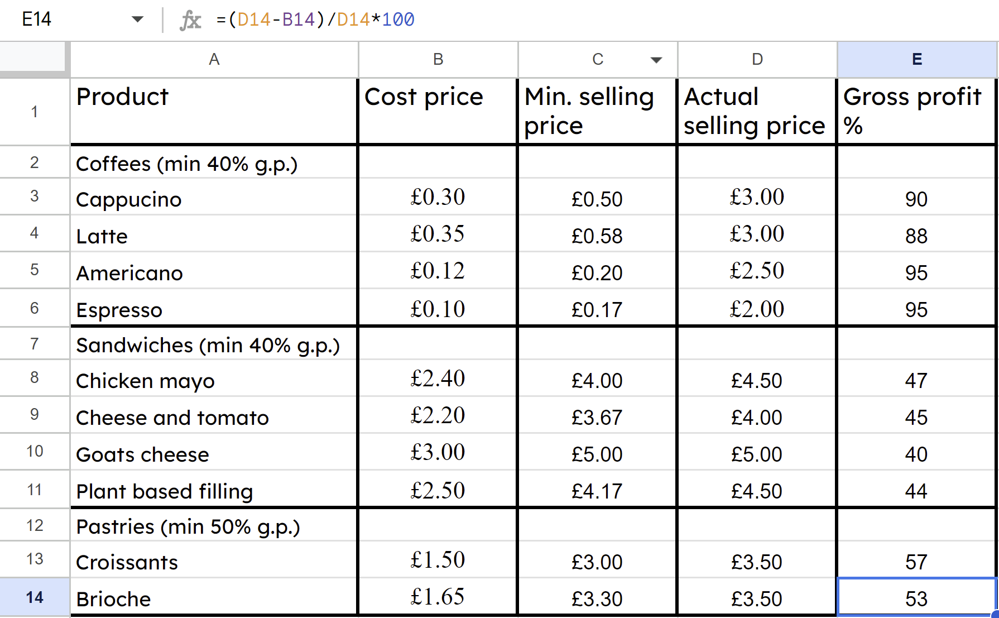 E14 fx =(D14-B14)/D14*100
A B C D E
1 Product Cost price Min. selling price Actual selling price Gross profit %
2 Coffees (min 40% g.p.)
3 Cappucino £0.30 £0.50 £3.00 90
4 Latte £0.35 £0.58 £3.00 88
5 Americano £0.12 £0.20 £2.50 95
6 Espresso £0.10 £0.17 £2.00 95
7 Sandwiches (min 40% g.p.)
8 Chicken mayo £2.40 £4.00 £4.50 47
9 Cheese and tomato £2.20 £3.67 £4.00 45
10 Goats cheese £3.00 £5.00 £5.00 40
11 Plant based filling £2.50 £4.17 £4.50 44
12 Pastries (min 50% g.p.)
13 Croissants £1.50 £3.00 £3.50 57
14 Brioche £1.65 £3.30 £3.50 53